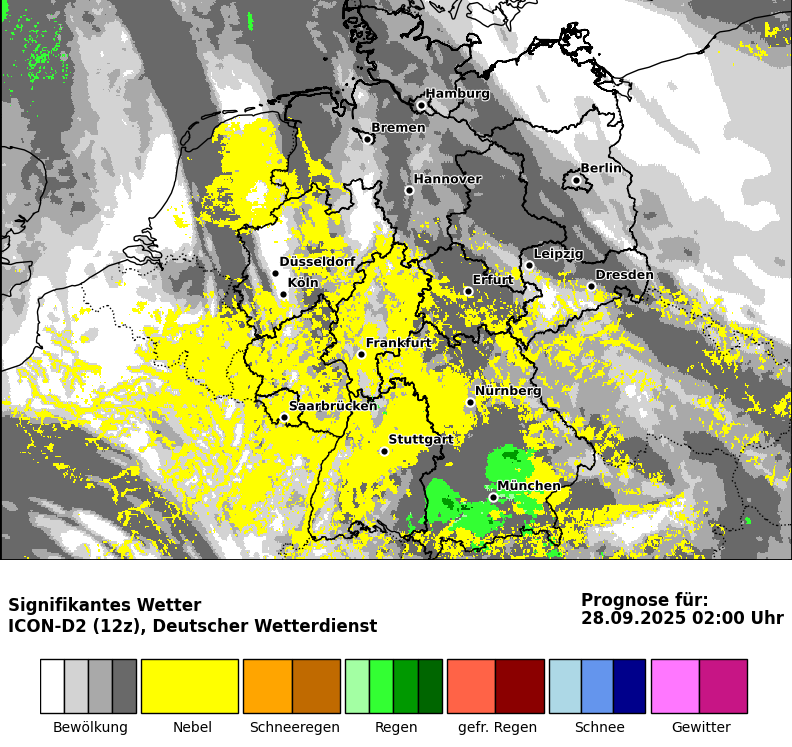 Hamburg
Bremen
Hannover
Berlin
Düsseldorf
Köln
Leipzig
Erfurt
Dresden
Frankfurt
Nürnberg
Saarbrücken
Stuttgart
München
Signifikantes Wetter
ICON-D2 (12z), Deutscher Wetterdienst
Prognose für:
28.09.2025 02:00 Uhr
Bewölkung Nebel Schneeregen Regen gefr. Regen Schnee Gewitter